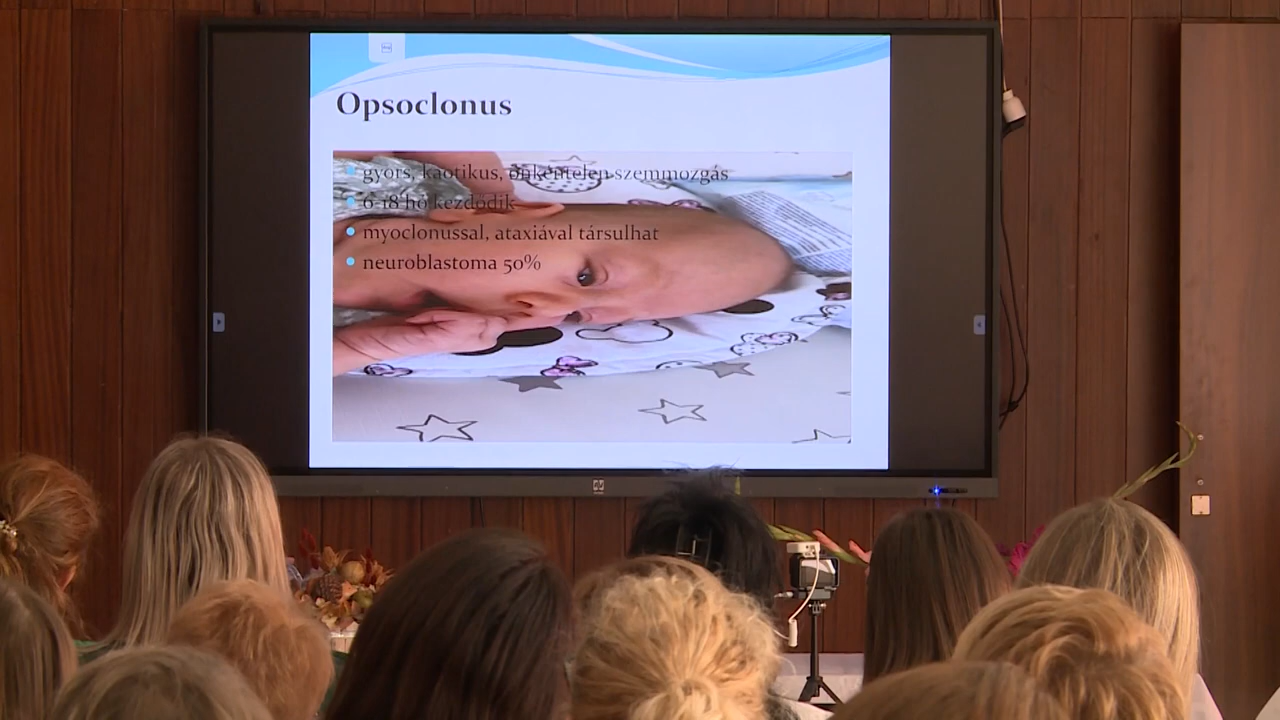 Opsoclonus
gyors, kaotikus, önkéntelen szemmozgás
6-18 hó kezdődik
myoclonussal, ataxiával társulhat
neuroblastoma 50%